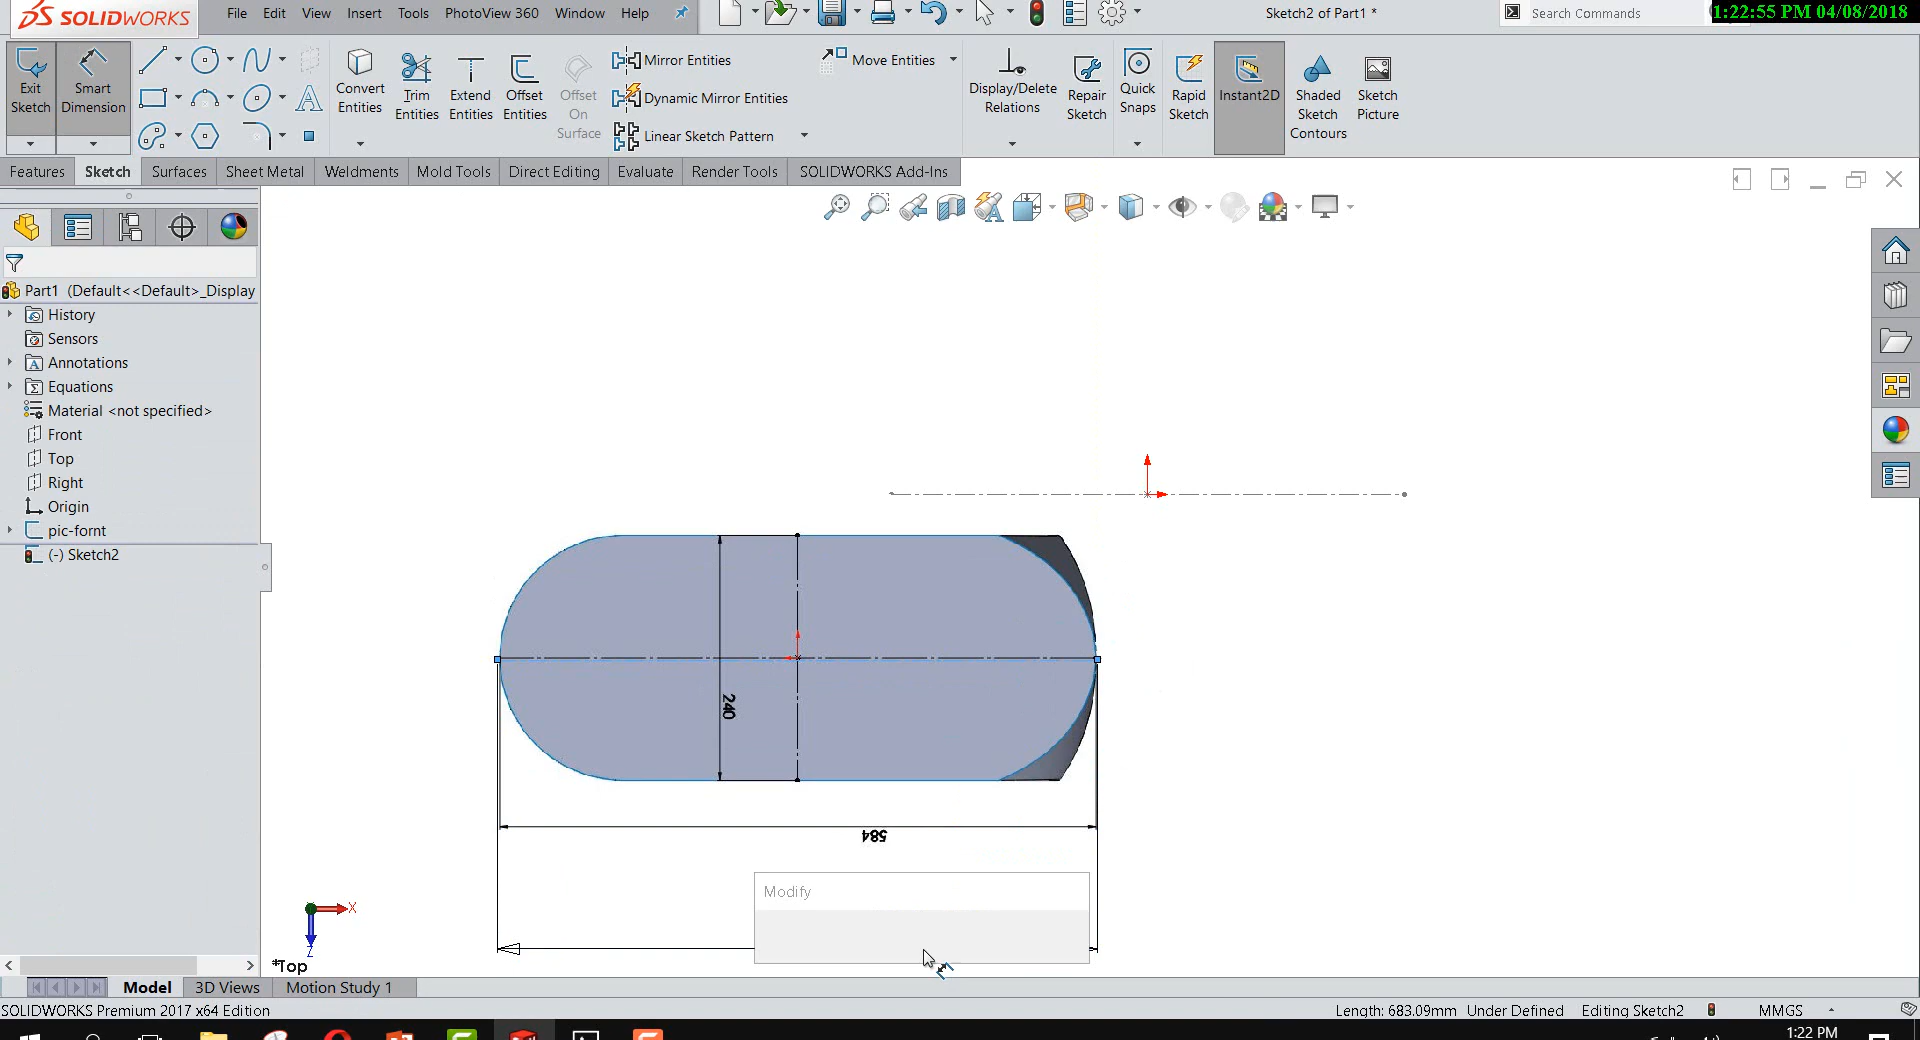 SOLIDWORKS
File Edit View Insert Tools PhotoView 360 Window Help
Sketch2 of Part1 *
Search Commands
1:22:55 PM 04/08/2018
Exit Sketch
Smart Dimension
Convert Entities
Trim Entities
Extend Entities
Offset Entities
Offset On Surface
Mirror Entities
Dynamic Mirror Entities
Linear Sketch Pattern
Move Entities
Display/Delete Relations
Repair Sketch
Quick Snaps
Rapid Sketch
Instant2D
Shaded Sketch Contours
Sketch Picture
Features Sketch Surfaces Sheet Metal Weldments Mold Tools Direct Editing Evaluate Render Tools SOLIDWORKS Add-Ins
Part1 (Default<<Default>_Display
History
Sensors
Annotations
Equations
Material <not specified>
Front
Top
Right
Origin
pic-fornt
(-) Sketch2
240
584
Modify
X
Z
*Top
Model 3D Views Motion Study 1
SOLIDWORKS Premium 2017 x64 Edition
Length: 683.09mm Under Defined Editing Sketch2 MMGS
1:22 PM